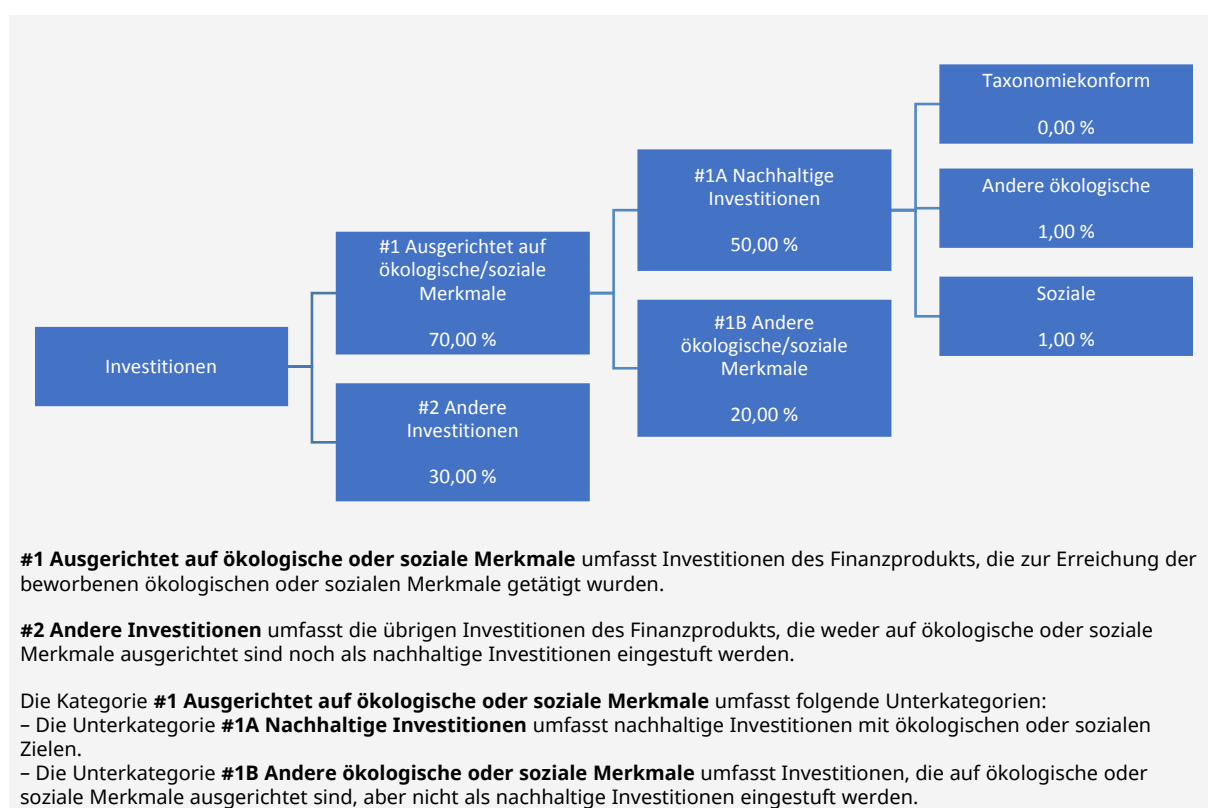 Taxonomiekonform
0,00 %
#1A Nachhaltige
Investitionen
50,00 %
Andere ökologische
1,00 %
#1 Ausgerichtet auf
ökologische/soziale
Merkmale
70,00 %
Soziale
1,00 %
#1B Andere
ökologische/soziale
Merkmale
20,00 %
Investitionen
#2 Andere
Investitionen
30,00 %
#1 Ausgerichtet auf ökologische oder soziale Merkmale umfasst Investitionen des Finanzprodukts, die zur Erreichung der
beworbenen ökologischen oder sozialen Merkmale getätigt wurden.
#2 Andere Investitionen umfasst die übrigen Investitionen des Finanzprodukts, die weder auf ökologische oder soziale
Merkmale ausgerichtet sind noch als nachhaltige Investitionen eingestuft werden.
Die Kategorie #1 Ausgerichtet auf ökologische oder soziale Merkmale umfasst folgende Unterkategorien:
– Die Unterkategorie #1A Nachhaltige Investitionen umfasst nachhaltige Investitionen mit ökologischen oder sozialen
Zielen.
– Die Unterkategorie #1B Andere ökologische oder soziale Merkmale umfasst Investitionen, die auf ökologische oder
soziale Merkmale ausgerichtet sind, aber nicht als nachhaltige Investitionen eingestuft werden.